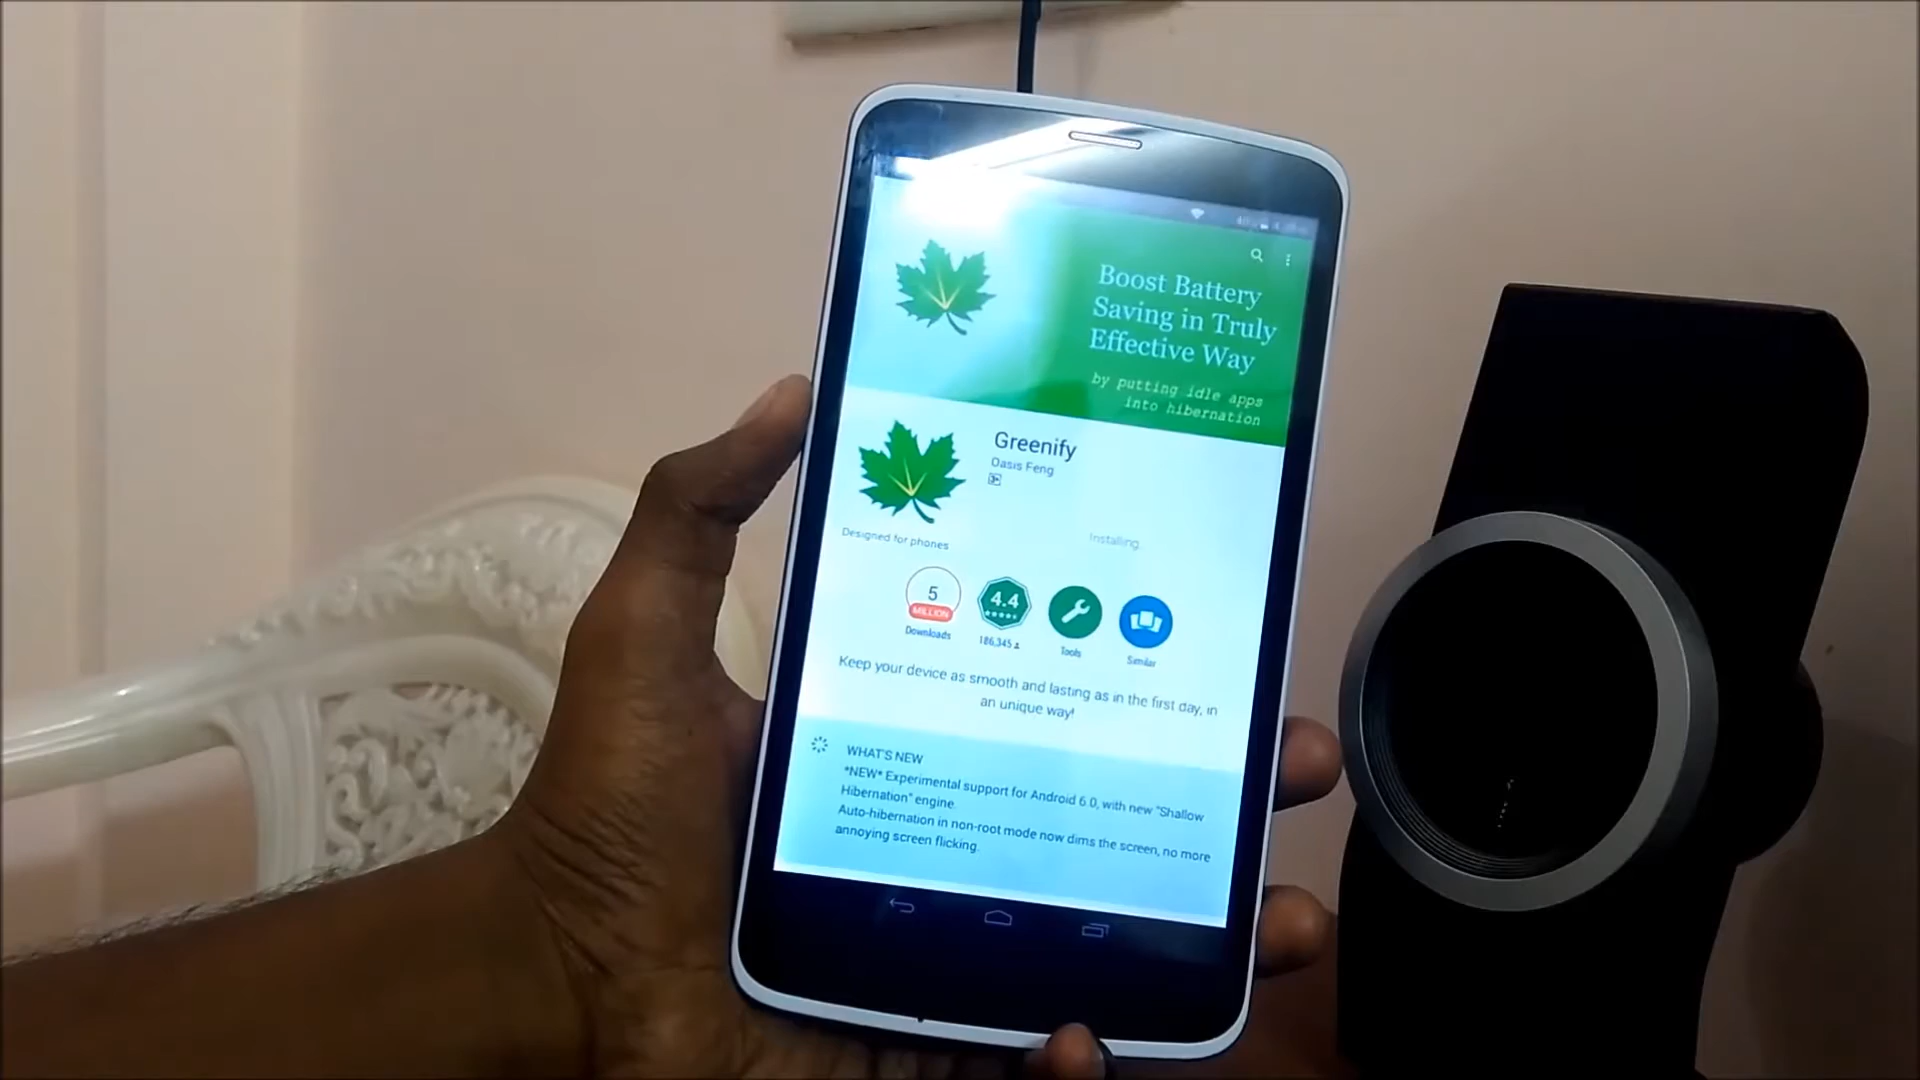 Boost Battery
Saving in Truly
Effective Way
by putting idle apps
into hibernation
Greenify
Oasis Feng
3+
Designed for phones
Installing
5
MILLION
Downloads
4.4
186,345
Tools
Similar
Keep your device as smooth and lasting as in the first day, in
an unique way!
WHAT'S NEW
*NEW* Experimental support for Android 6.0, with new "Shallow
Hibernation" engine.
Auto-hibernation in non-root mode now dims the screen, no more
annoying screen flicking.